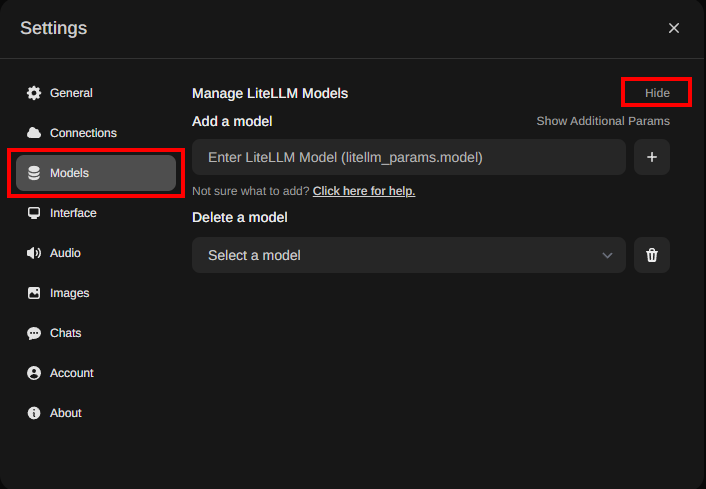 Settings
General
Connections
Models
Interface
Audio
Images
Chats
Account
About
Manage LiteLLM Models
Hide
Add a model
Show Additional Params
Enter LiteLLM Model (litellm_params.model)
Not sure what to add? Click here for help.
Delete a model
Select a model